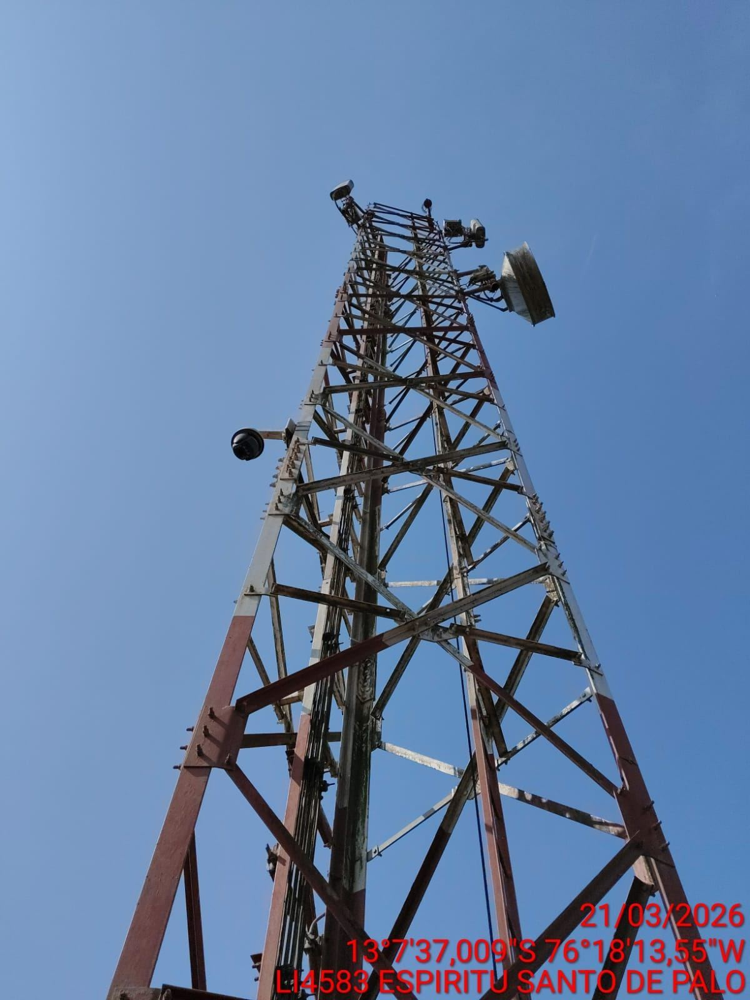 21/03/2026
13°7'37,009"S 76°18'13,55"W
LI4583 ESPIRITU SANTO DE PALO